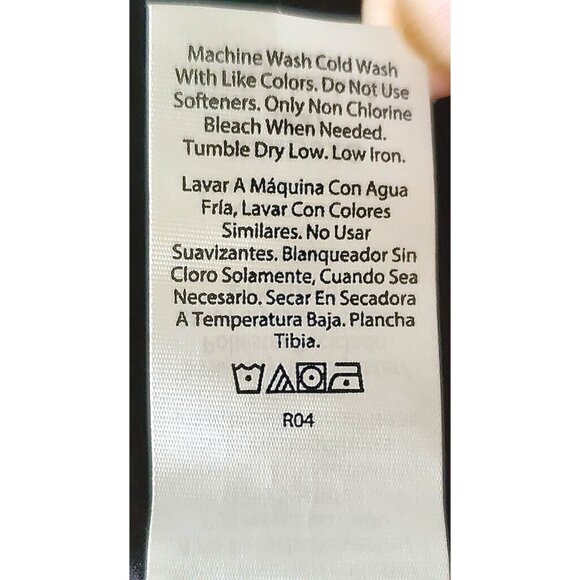 Machine Wash Cold Wash
With Like Colors. Do Not Use
Softeners. Only Non Chlorine
Bleach When Needed.
Tumble Dry Low. Low Iron.
Lavar A Máquina Con Agua
Fría, Lavar Con Colores
Similares. No Usar
Suavizantes. Blanqueador Sin
Cloro Solamente, Cuando Sea
Necesario. Secar En Secadora
A Temperatura Baja. Plancha
Tibia.
R04